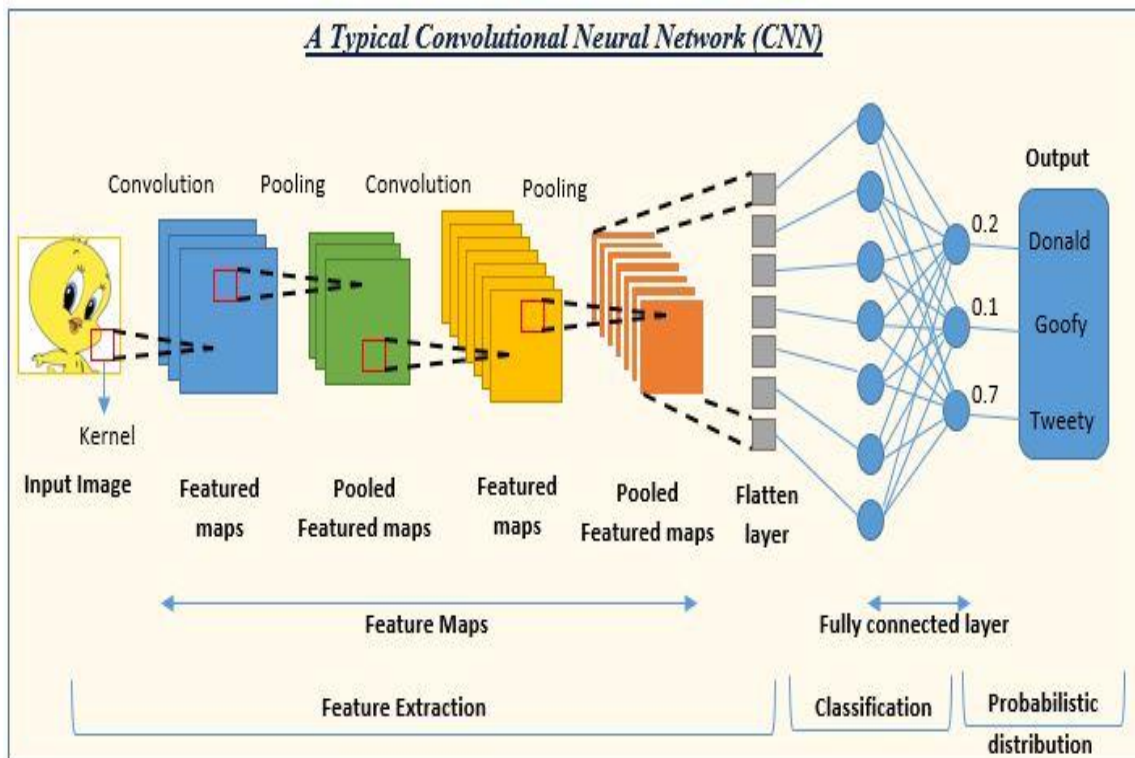 A Typical Convolutional Neural Network (CNN)
Convolution
Pooling
Convolution
Pooling
Output
0.2
Donald
0.1
Goofy
0.7
Tweety
Kernel
Input Image
Featured
maps
Pooled
Featured maps
Featured
maps
Pooled
Featured maps
Flatten
layer
Feature Maps
Fully connected layer
Feature Extraction
Classification
Probabilistic
distribution